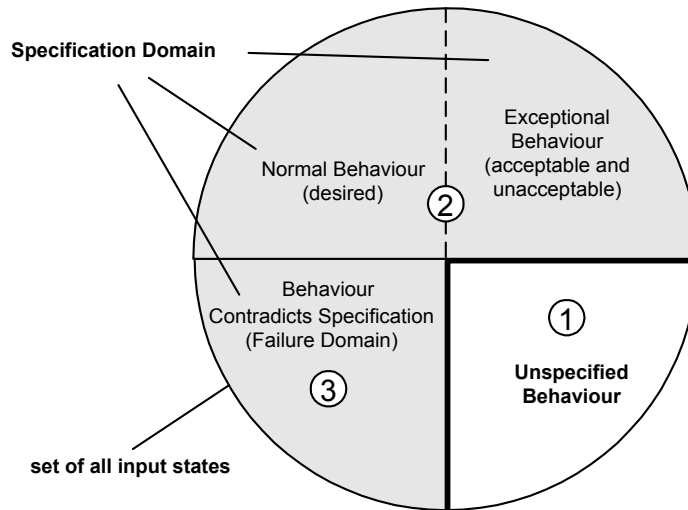 Specification Domain
Exceptional
Behaviour
(acceptable and
unacceptable)
Normal Behaviour
(desired)
2
Behaviour
Contradicts Specification
(Failure Domain)
3
1
Unspecified
Behaviour
set of all input states